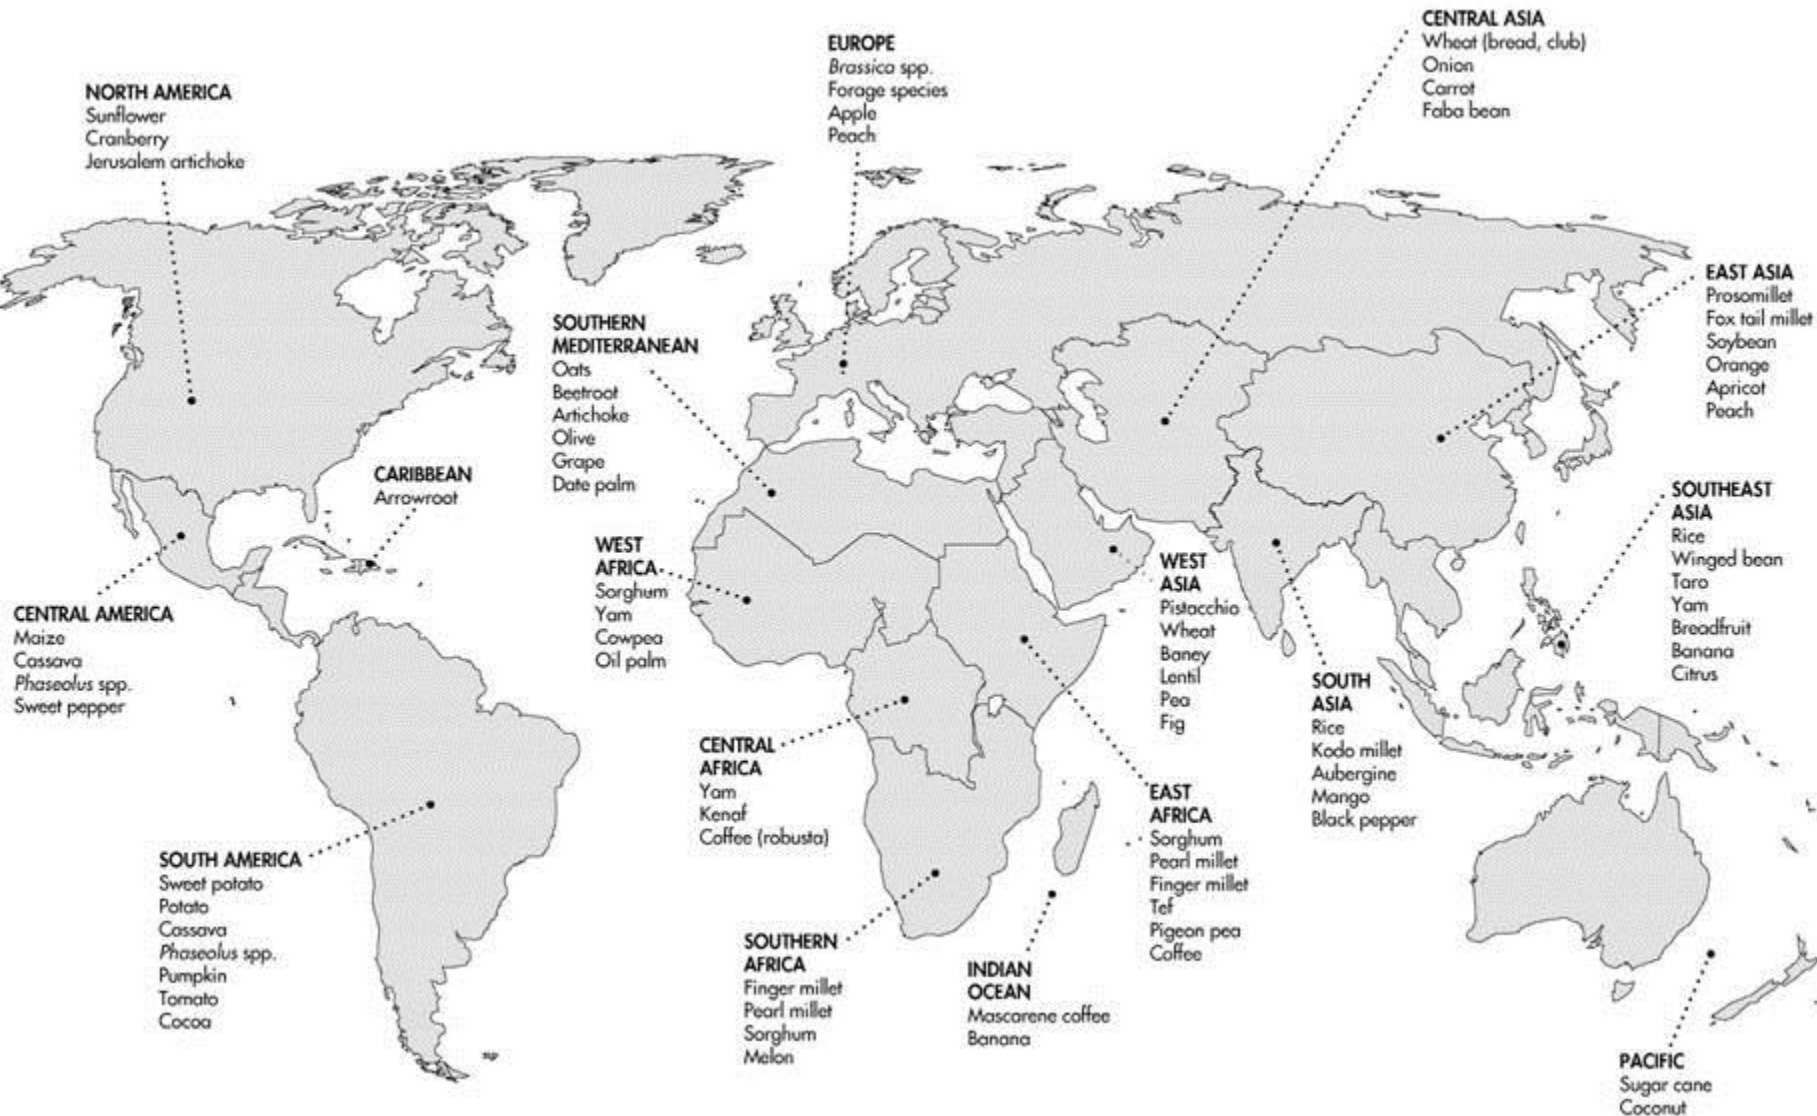 NORTH AMERICA
Sunflower
Cranberry
Jerusalem artichoke
EUROPE
Brassica spp.
Forage species
Apple
Peach
CENTRAL ASIA
Wheat (bread, club)
Onion
Carrot
Faba bean
EAST ASIA
Prosomillet
Fox tail millet
Soybean
Orange
Apricot
Peach
SOUTHERN
MEDITERRANEAN
Oats
Beetroot
Artichoke
Olive
Grape
Date palm
CARIBBEAN
Arrowroot
SOUTHEAST
ASIA
Rice
Winged bean
Taro
Yam
Breadfruit
Banana
Citrus
WEST
AFRICA
Sorghum
Yam
Cowpea
Oil palm
WEST
ASIA
Pistacchio
Wheat
Baney
Lentil
Pea
Fig
CENTRAL AMERICA
Maize
Cassava
Phaseolus spp.
Sweet pepper
SOUTH
ASIA
Rice
Kodo millet
Aubergine
Mango
Black pepper
CENTRAL
AFRICA
Yam
Kenaf
Coffee (robusta)
EAST
AFRICA
Sorghum
Pearl millet
Finger millet
Tef
Pigeon pea
Coffee
SOUTH AMERICA
Sweet potato
Potato
Cassava
Phaseolus spp.
Pumpkin
Tomato
Cocoa
SOUTHERN
AFRICA
Finger millet
Pearl millet
Sorghum
Melon
INDIAN
OCEAN
Mascarene coffee
Banana
PACIFIC
Sugar cane
Coconut